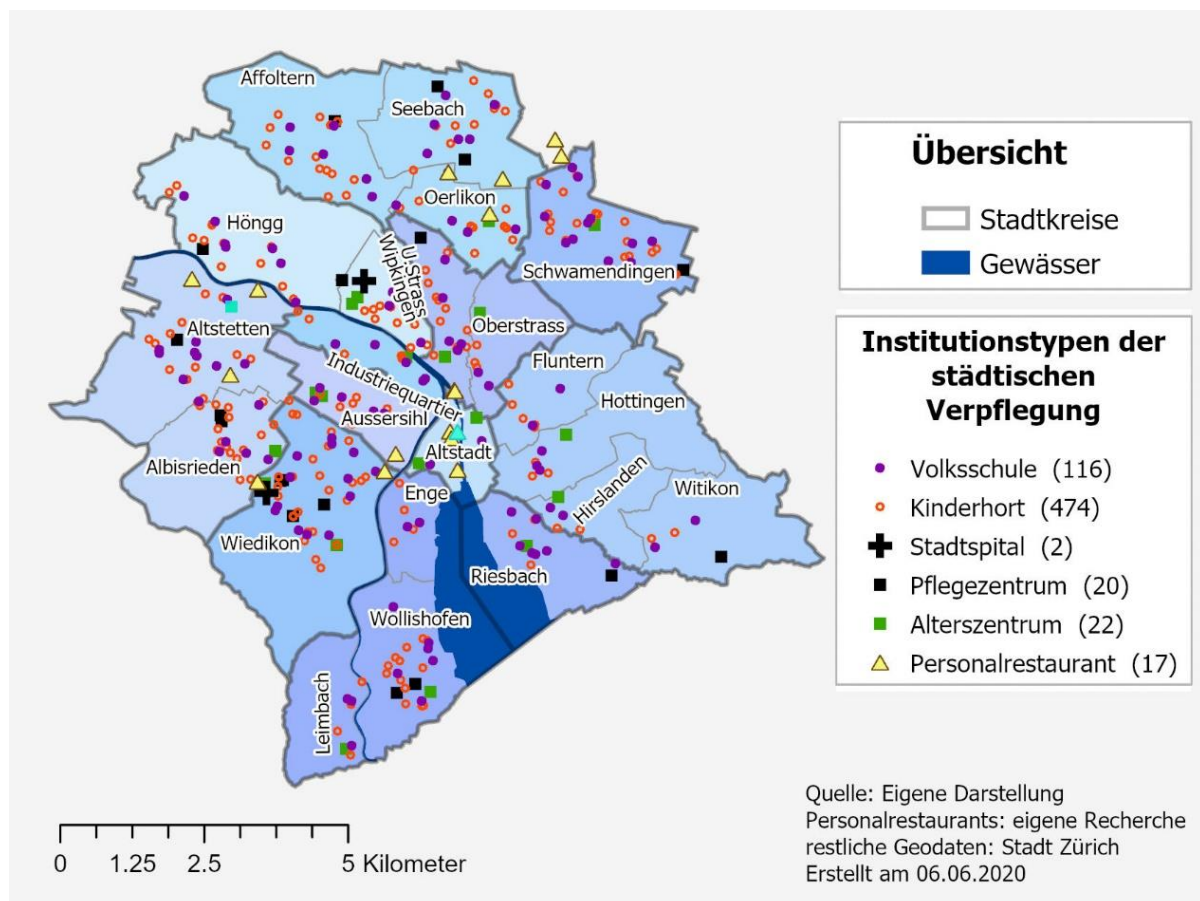 Affoltern
Seebach
Oerlikon
Höngg
U.-Strass
Wipkingen
Schwamendingen
Altstetten
Oberstrass
Industriequartier
Fluntern
Hottingen
Aussersihl
Altstadt
Albisrieden
Enge
Hirslanden
Witikon
Wiedikon
Riesbach
Wollishofen
Leimbach
0 1.25 2.5 5 Kilometer
Übersicht
Stadtkreise
Gewässer
Institutionstypen der
städtischen
Verpflegung
Volksschule (116)
Kinderhort (474)
Stadtspital (2)
Pflegezentrum (20)
Alterszentrum (22)
Personalrestaurant (17)
Quelle: Eigene Darstellung
Personalrestaurants: eigene Recherche
restliche Geodaten: Stadt Zürich
Erstellt am 06.06.2020